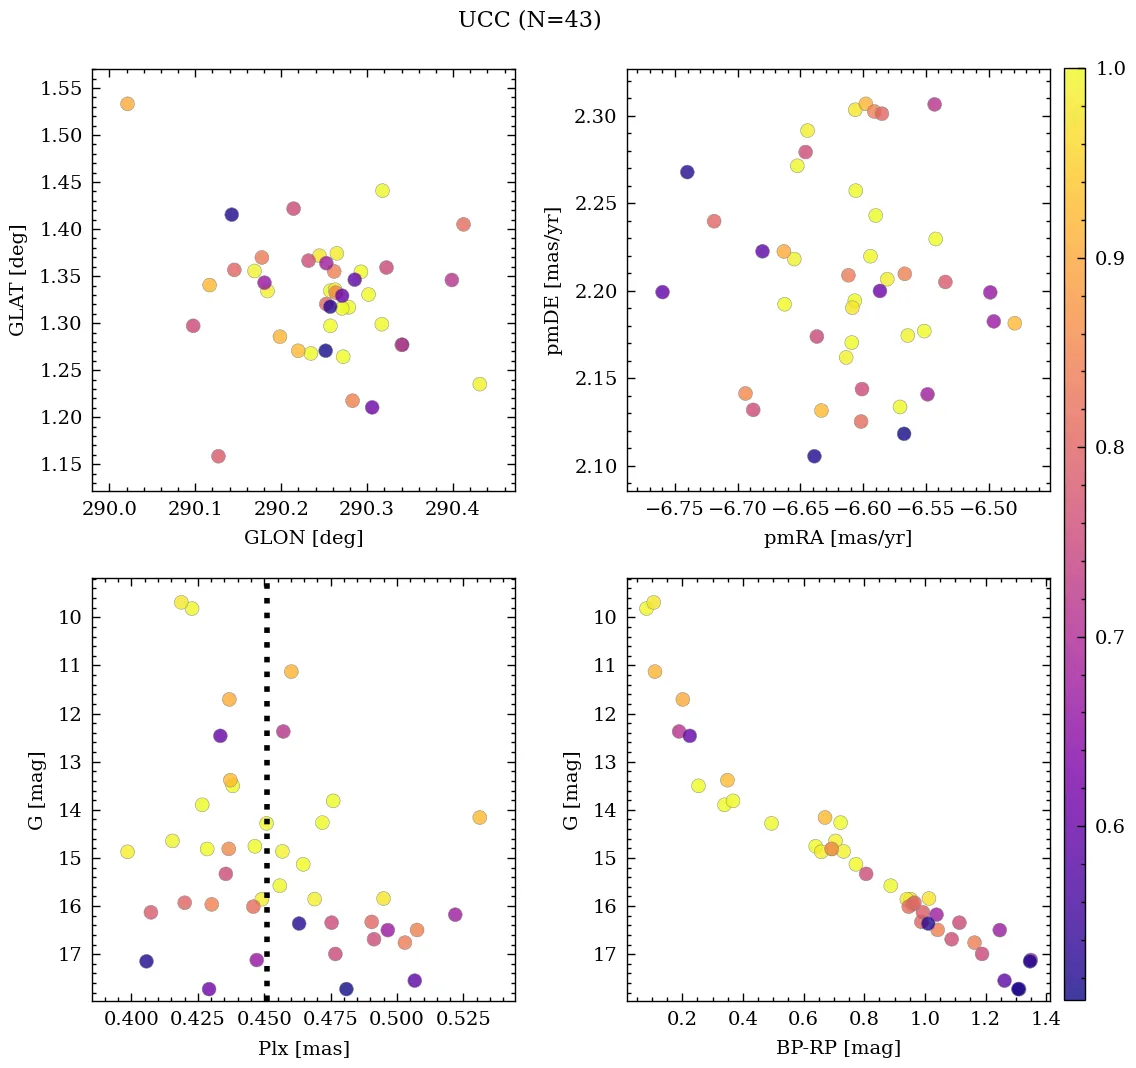 UCC (N=43)
1.55
1.50
1.45
1.40
1.35
1.30
1.25
1.20
1.15
GLAT [deg]
290.0 290.1 290.2 290.3 290.4
GLON [deg]
2.30
2.25
2.20
2.15
2.10
pmDE [mas/yr]
−6.75 −6.70 −6.65 −6.60 −6.55 −6.50
pmRA [mas/yr]
10
11
12
13
14
15
16
17
G [mag]
0.400 0.425 0.450 0.475 0.500 0.525
Plx [mas]
10
11
12
13
14
15
16
17
G [mag]
0.2 0.4 0.6 0.8 1.0 1.2 1.4
BP-RP [mag]
1.0
0.9
0.8
0.7
0.6